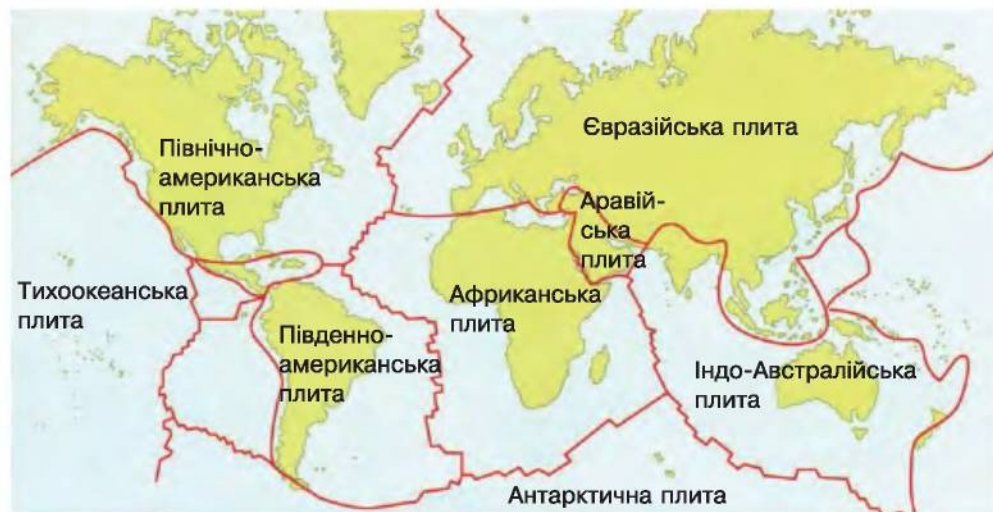 Північно-
американська
плита
Євразійська плита
Аравій-
ська
плита
Тихоокеанська
плита
Африканська
плита
Південно-
американська
плита
Індо-Австралійська
плита
Антарктична плита